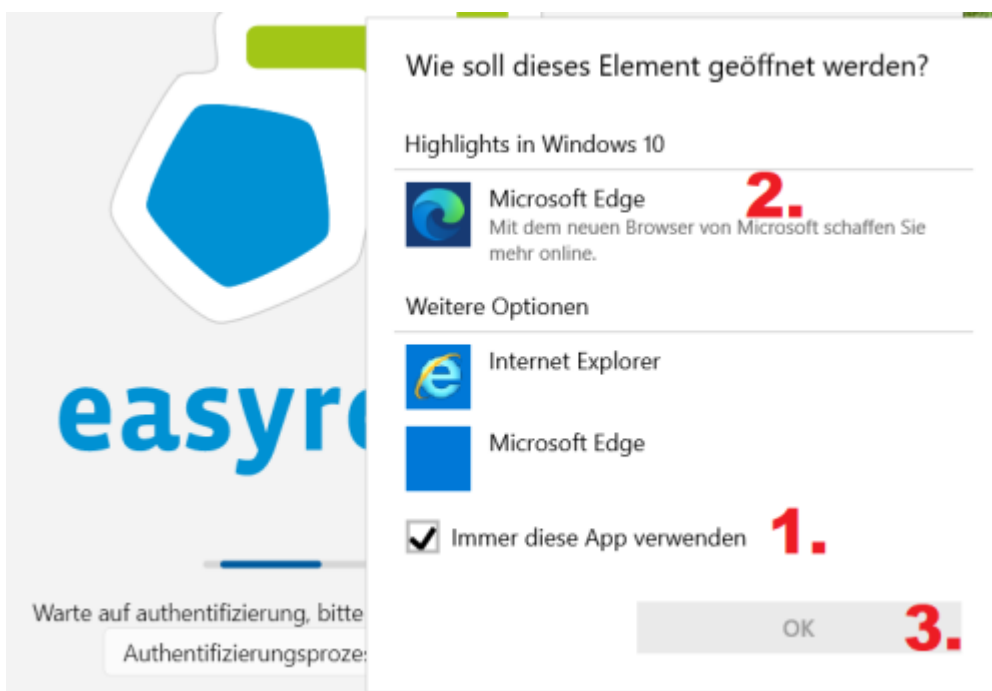 Wie soll dieses Element geöffnet werden?
Highlights in Windows 10
Microsoft Edge
2.
Mit dem neuen Browser von Microsoft schaffen Sie
mehr online.
Weitere Optionen
Internet Explorer
Microsoft Edge
Immer diese App verwenden
1.
OK
3.
easyre
Warte auf authentifizierung, bitte
Authentifizierungsproze